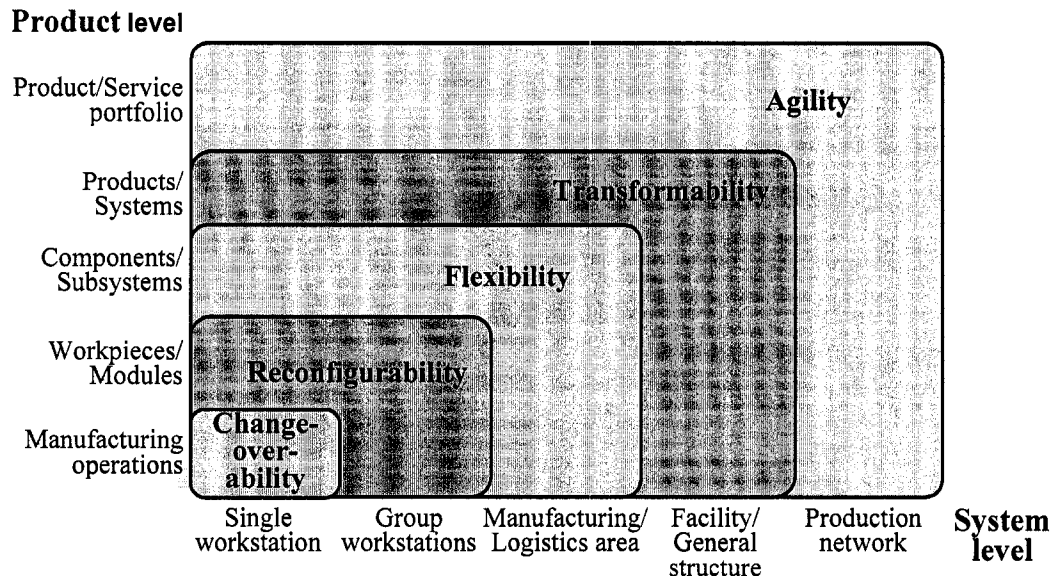 Product level
Product/Service
portfolio
Agility
Products/
Systems
Transformability
Components/
Subsystems
Flexibility
Workpieces/
Modules
Reconfigurability
Manufacturing
operations
Change-
over-
ability
Single
workstation
Group
workstations
Manufacturing/
Logistics area
Facility/
General
structure
Production
network
System
level